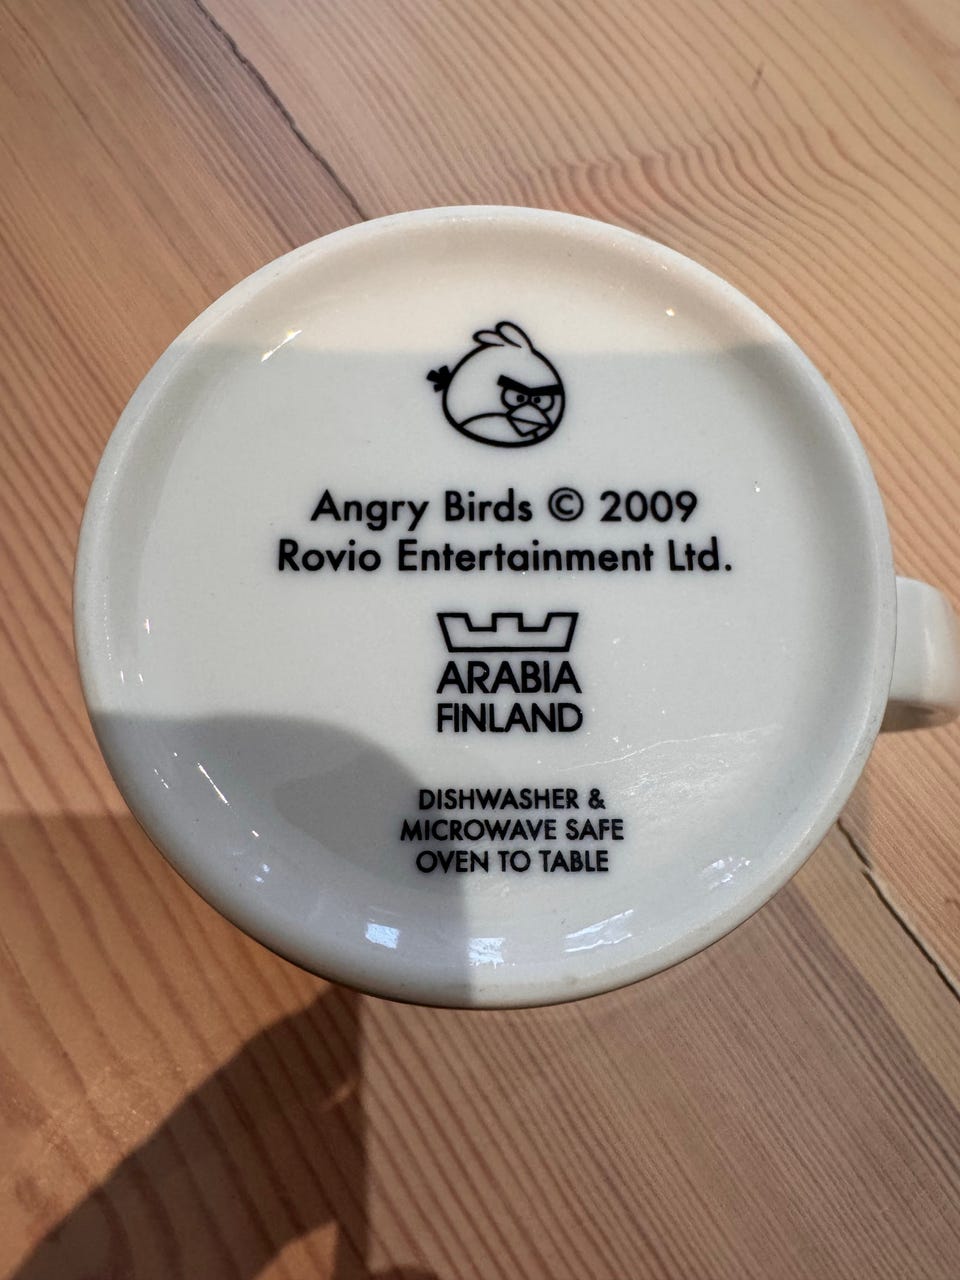 Angry Birds © 2009
Rovio Entertainment Ltd.
ARABIA
FINLAND
DISHWASHER &
MICROWAVE SAFE
OVEN TO TABLE